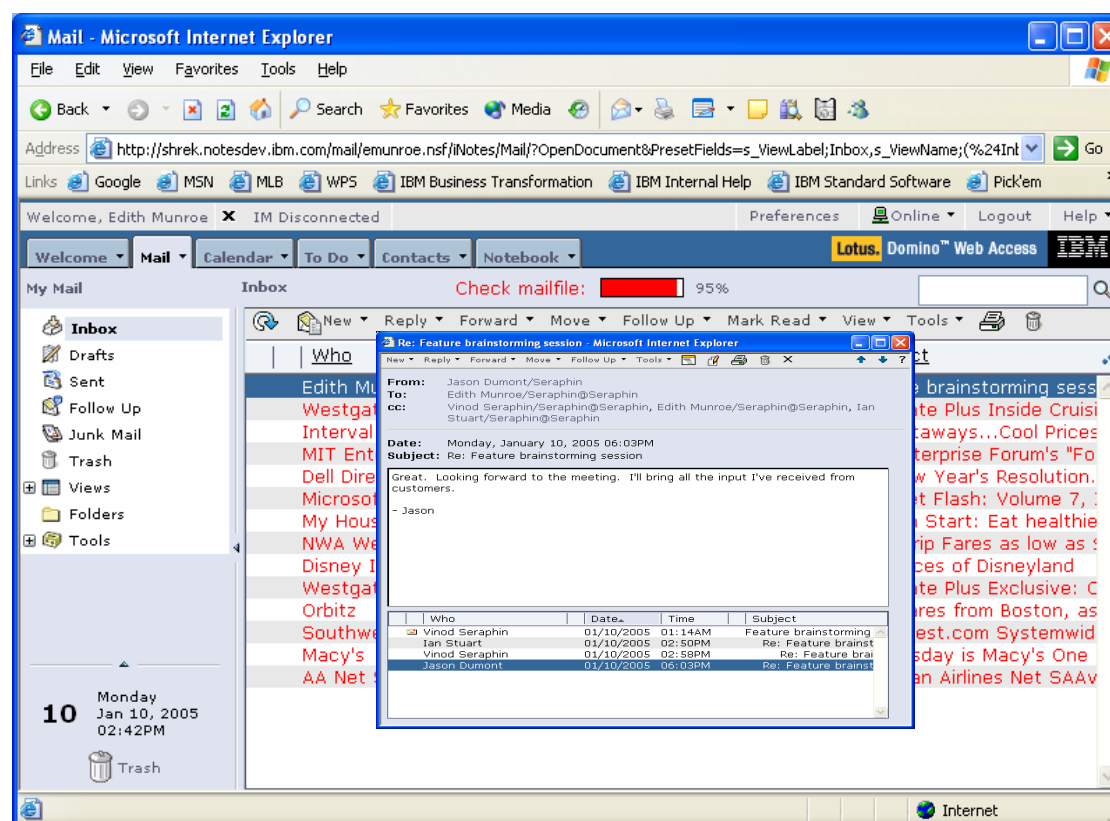 Mail - Microsoft Internet Explorer
File Edit View Favorites Tools Help
Back Search Favorites Media
Address http://shrek.notesdev.ibm.com/mail/emunroe.nsf/iNotes/Mail/?OpenDocument&PresetFields=s_ViewLabel;Inbox,s_ViewName;(%24Int Go
Links Google MSN MLB WPS IBM Business Transformation IBM Internal Help IBM Standard Software Pick'em
Welcome, Edith Munroe X IM Disconnected Preferences Online Logout Help
Welcome Mail Calendar To Do Contacts Notebook Lotus. Domino™ Web Access IBM
My Mail Inbox Check mailfile: 95%
New Reply Forward Move Follow Up Mark Read View Tools
Inbox
Drafts
Sent
Follow Up
Junk Mail
Trash
Views
Folders
Tools
10 Monday
Jan 10, 2005
02:42PM
Trash
Who ct
Edith Mu e brainstorming sess
Westgat te Plus Inside Cruisi
Interval taways...Cool Prices
MIT Ent terprise Forum's "Fo
Dell Dire w Year's Resolution.
Microsof et Flash: Volume 7,
My Hous n Start: Eat healthie
NWA We rip Fares as low as
Disney I ces of Disneyland
Westgat te Plus Exclusive: C
Orbitz res from Boston, as
Southwe est.com Systemwid
Macy's sday is Macy's One
AA Net an Airlines Net SAAv
Re: Feature brainstorming session - Microsoft Internet Explorer
New Reply Forward Move Follow Up Tools ?
From: Jason Dumont/Seraphin
To: Edith Munroe/Seraphin@Seraphin
cc: Vinod Seraphin/Seraphin@Seraphin, Edith Munroe/Seraphin@Seraphin, Ian
Stuart/Seraphin@Seraphin
Date: Monday, January 10, 2005 06:03PM
Subject: Re: Feature brainstorming session
Great. Looking forward to the meeting. I'll bring all the input I've received from
customers.
- Jason
Who Date Time Subject
Vinod Seraphin 01/10/2005 01:14AM Feature brainstorming
Ian Stuart 01/10/2005 02:50PM Re: Feature brainst
Vinod Seraphin 01/10/2005 02:58PM Re: Feature brai
Jason Dumont 01/10/2005 06:03PM Re: Feature brainst
Internet